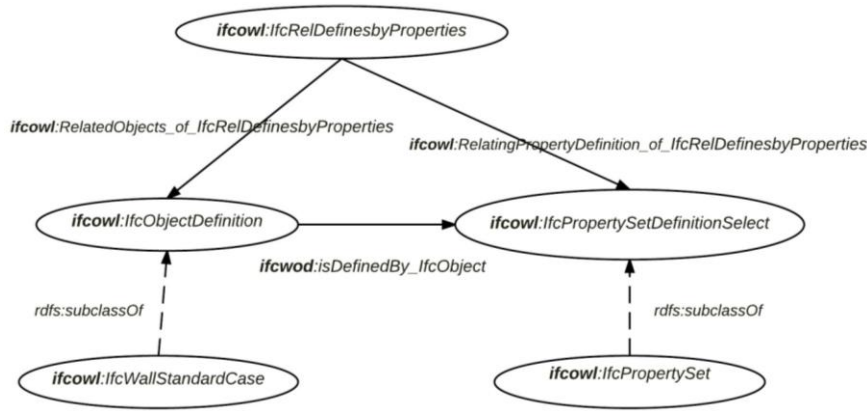 ifcowl:IfcRelDefinesbyProperties
ifcowl:RelatedObjects_of_IfcRelDefinesbyProperties
ifcowl:RelatingPropertyDefinition_of_IfcRelDefinesbyProperties
ifcowl:IfcObjectDefinition
ifcowl:IfcPropertySetDefinitionSelect
ifcwod:isDefinedBy_IfcObject
rdfs:subclassOf
rdfs:subclassOf
ifcowl:IfcWallStandardCase
ifcowl:IfcPropertySet